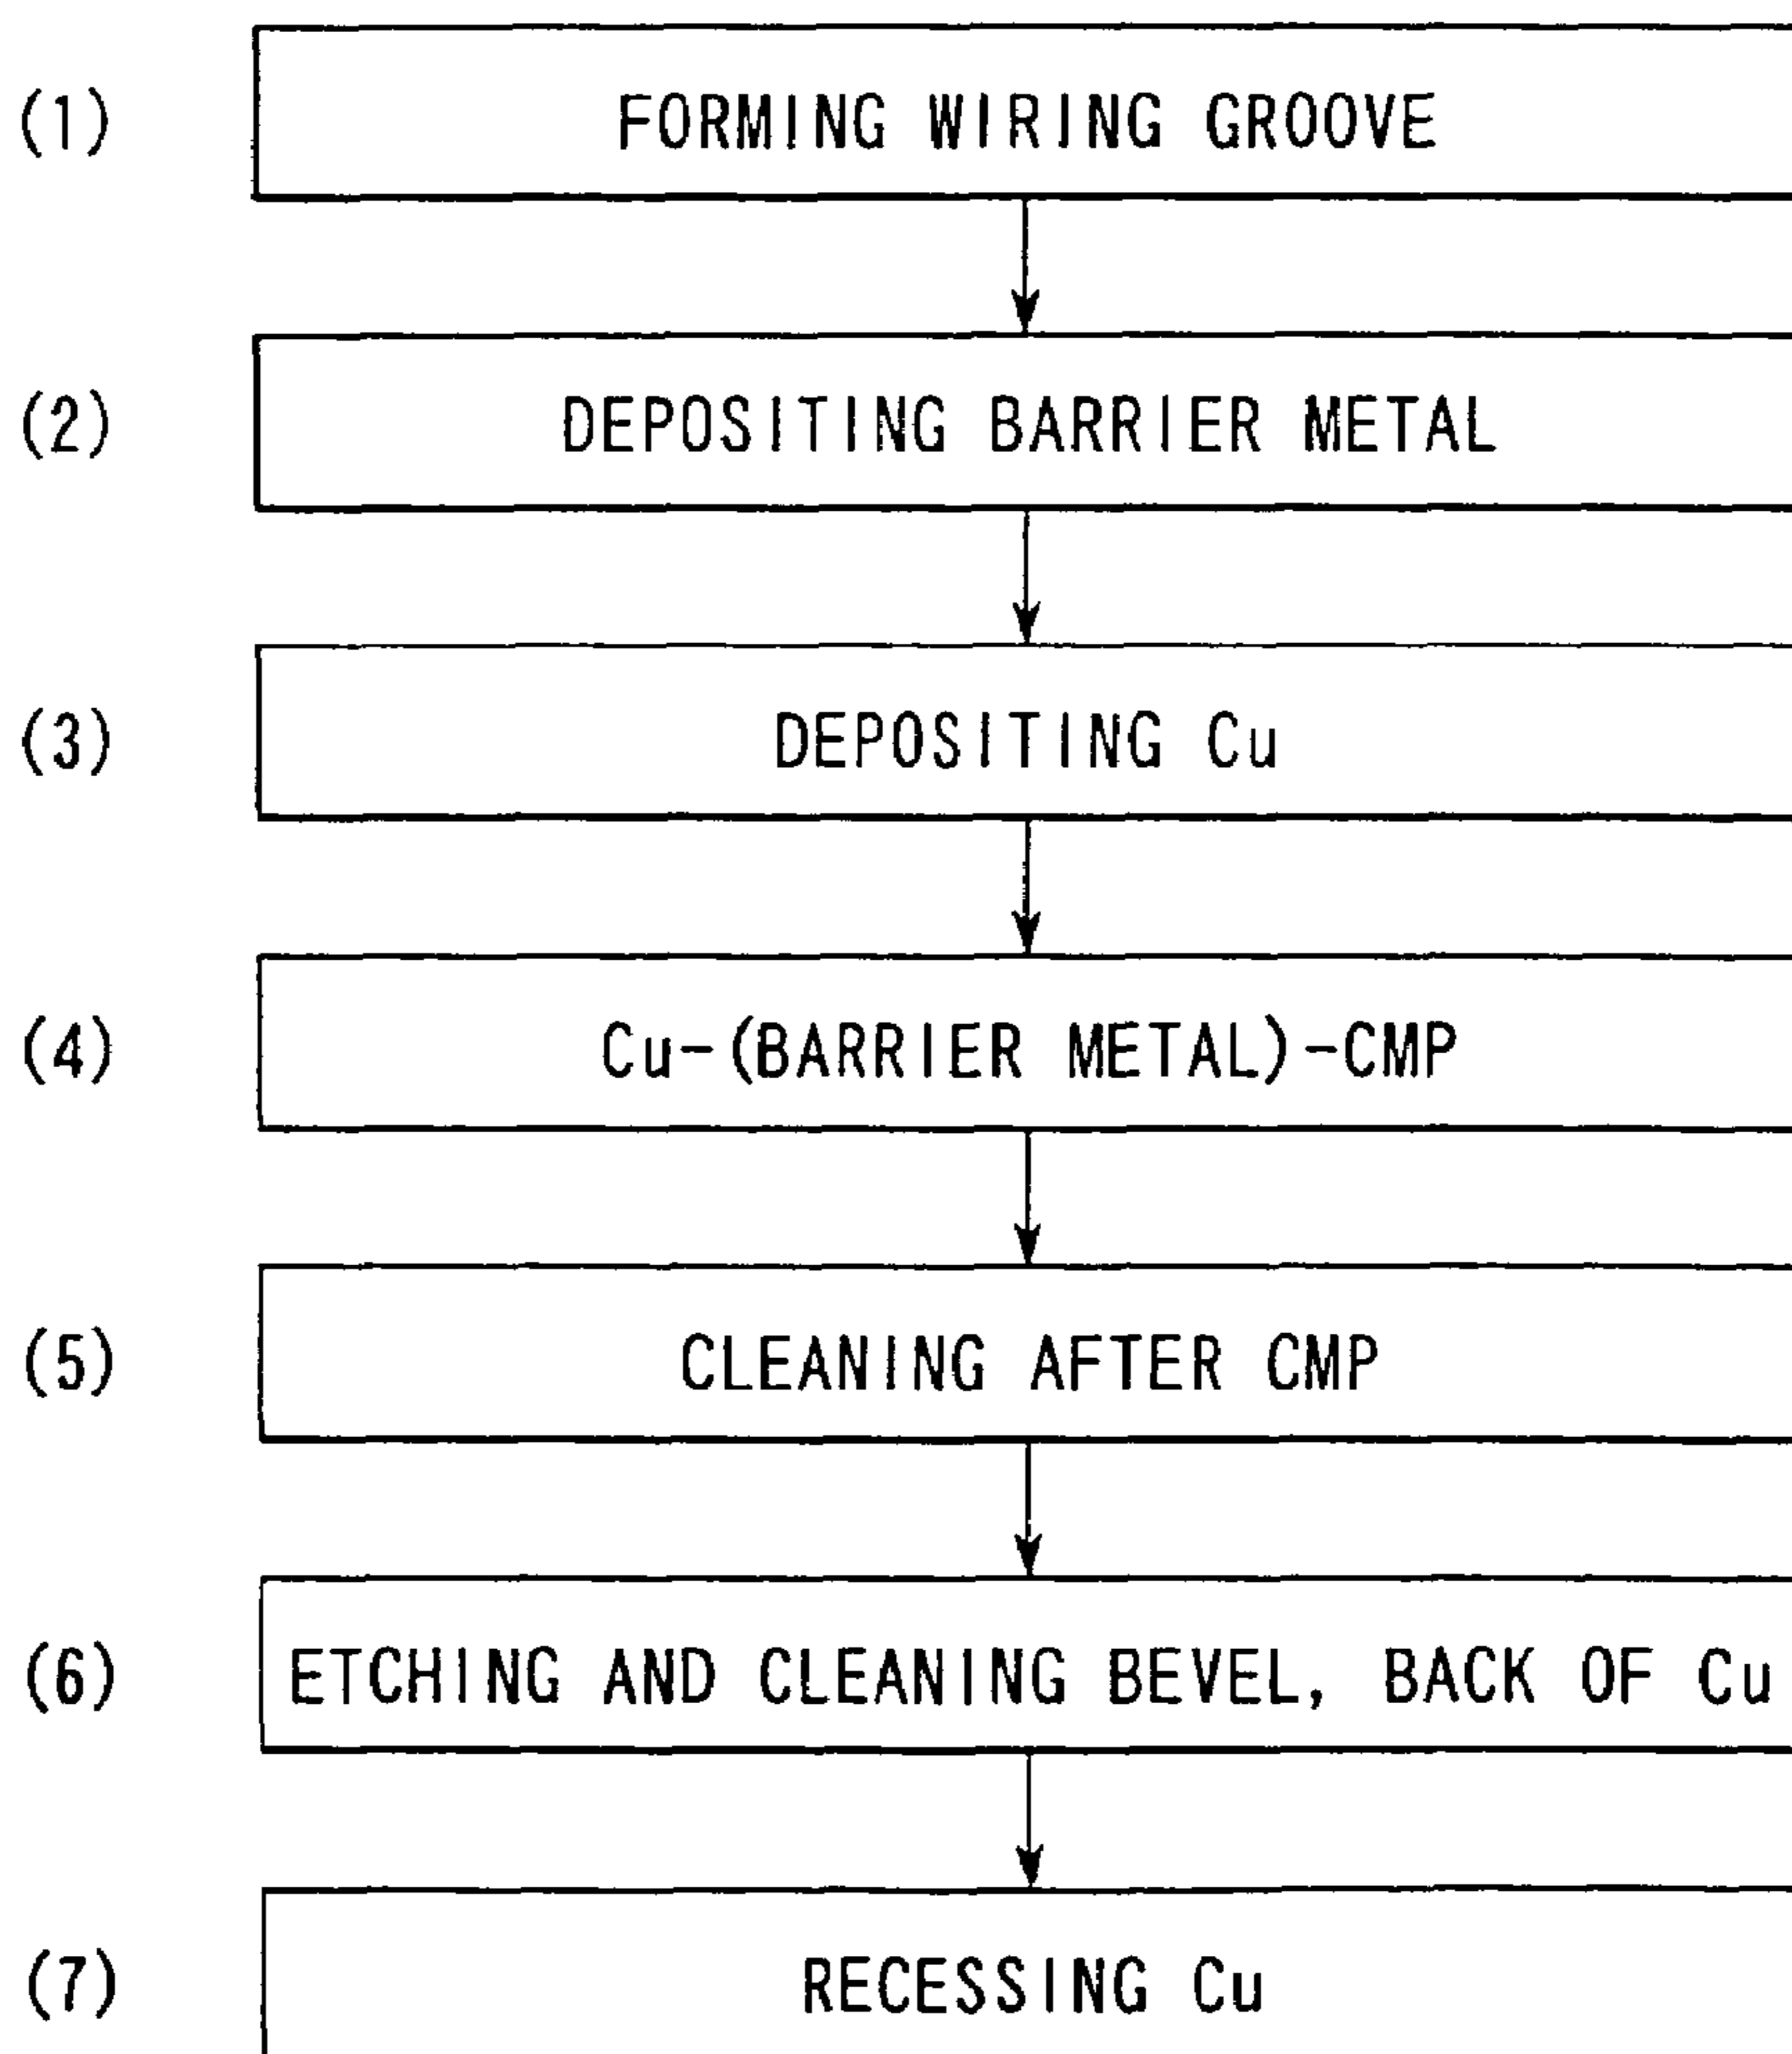 (1) FORMING WIRING GROOVE
(2) DEPOSITING BARRIER METAL
(3) DEPOSITING Cu
(4) Cu-(BARRIER METAL)-CMP
(5) CLEANING AFTER CMP
(6) ETCHING AND CLEANING BEVEL, BACK OF Cu
(7) RECESSING Cu